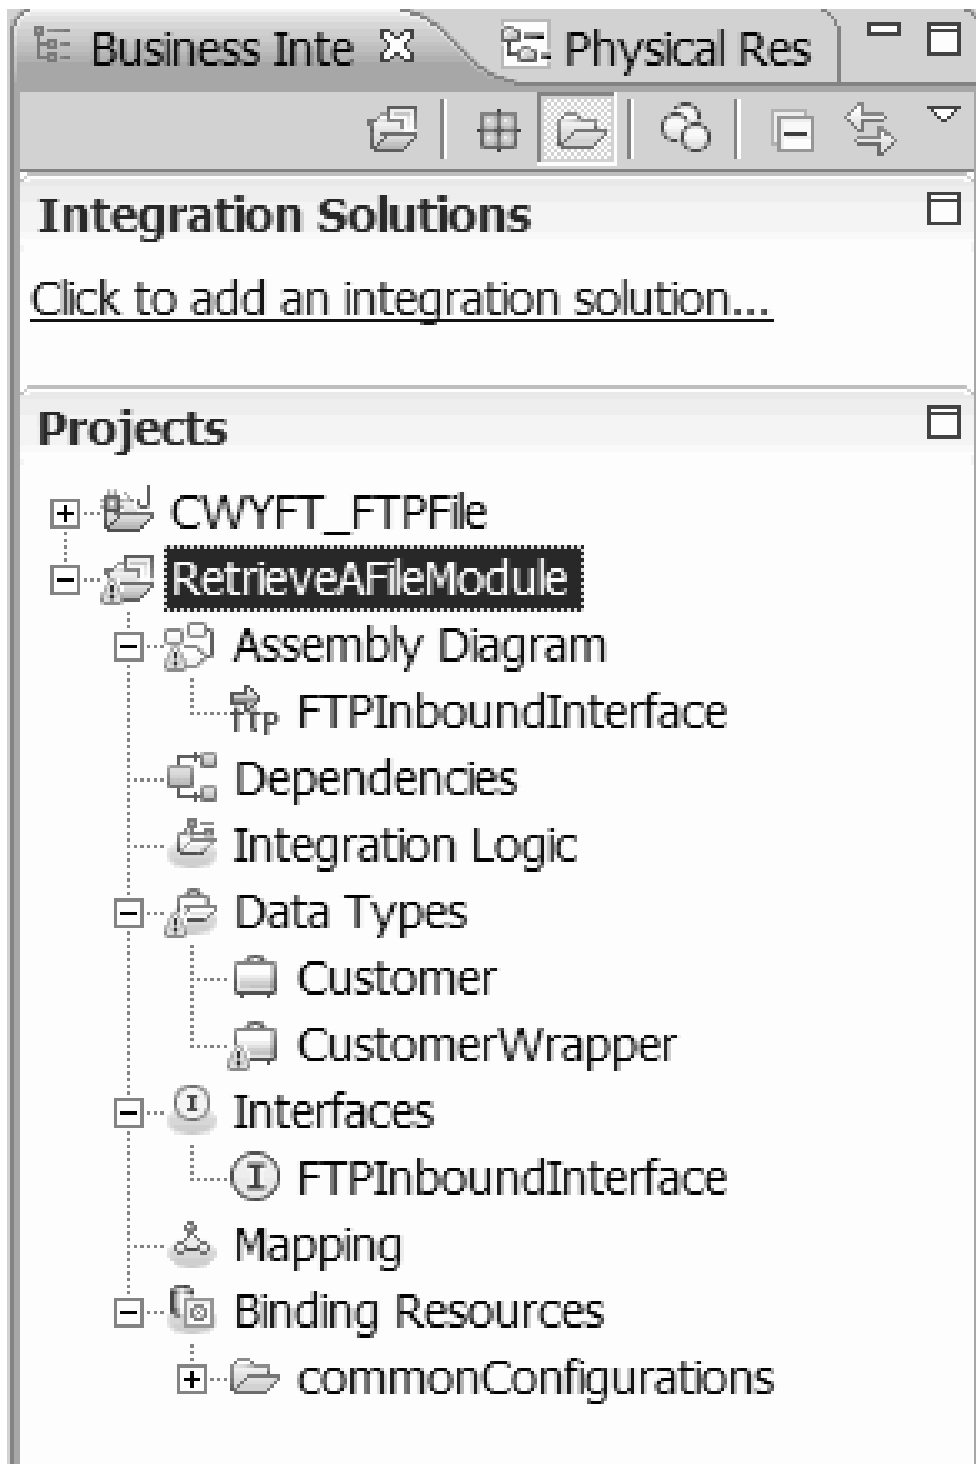 Business Inte Physical Res
Integration Solutions
Click to add an integration solution...
Projects
CWYFT_FTPFile
RetrieveAFileModule
Assembly Diagram
FTP FTPInboundInterface
Dependencies
Integration Logic
Data Types
Customer
CustomerWrapper
Interfaces
I FTPInboundInterface
Mapping
Binding Resources
commonConfigurations